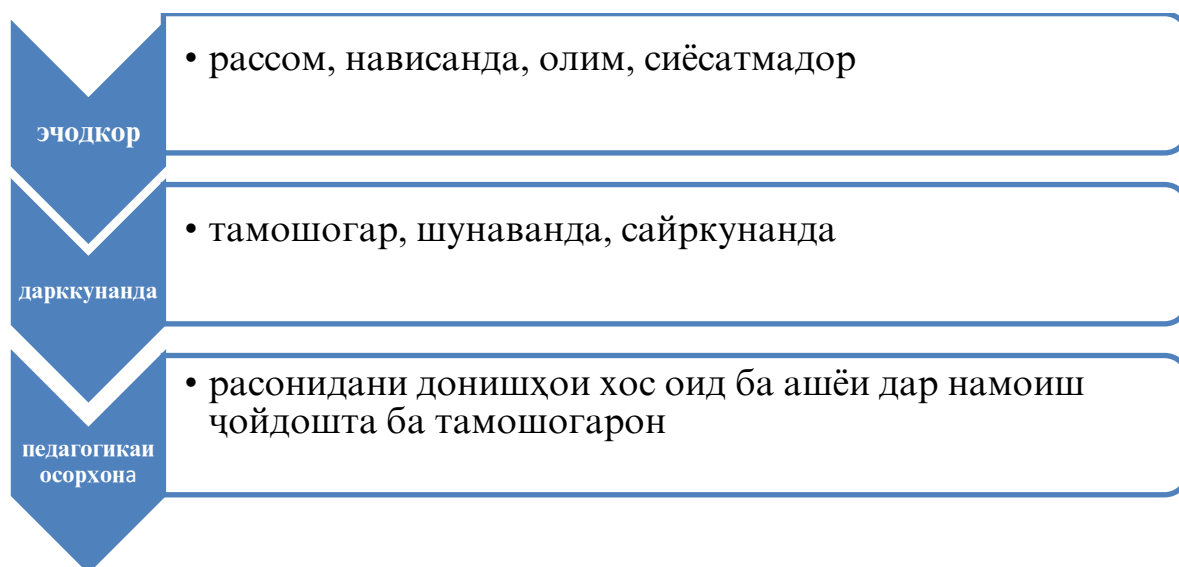 эчодкор
• рассом, нависанда, олим, сиёсатмадор
дарккунанда
• тамошогар, шунаванда, сайркунанда
педагогикаи
осорхона
• расонидани донишҳои хос оид ба ашёи дар намоиш
ҷойдошта ба тамошогарон